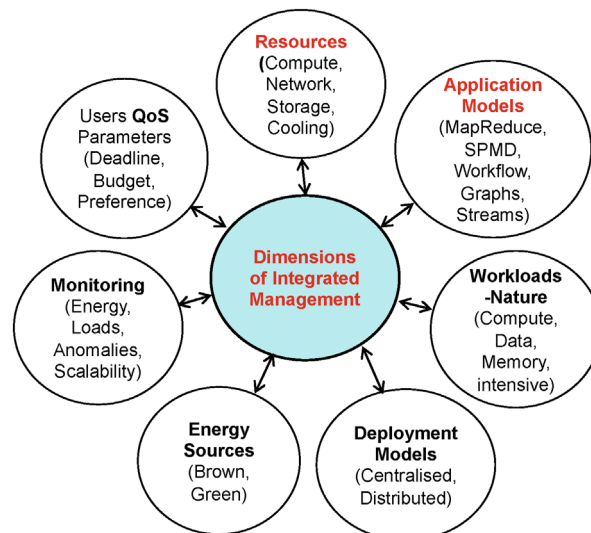 Resources
(Compute,
Network,
Storage,
Cooling)
Application
Models
(MapReduce,
SPMD,
Workflow,
Graphs,
Streams)
Users QoS
Parameters
(Deadline,
Budget,
Preference)
Dimensions
of Integrated
Management
Monitoring
(Energy,
Loads,
Anomalies,
Scalability)
Workloads
-Nature
(Compute,
Data,
Memory,
intensive)
Energy
Sources
(Brown,
Green)
Deployment
Models
(Centralised,
Distributed)